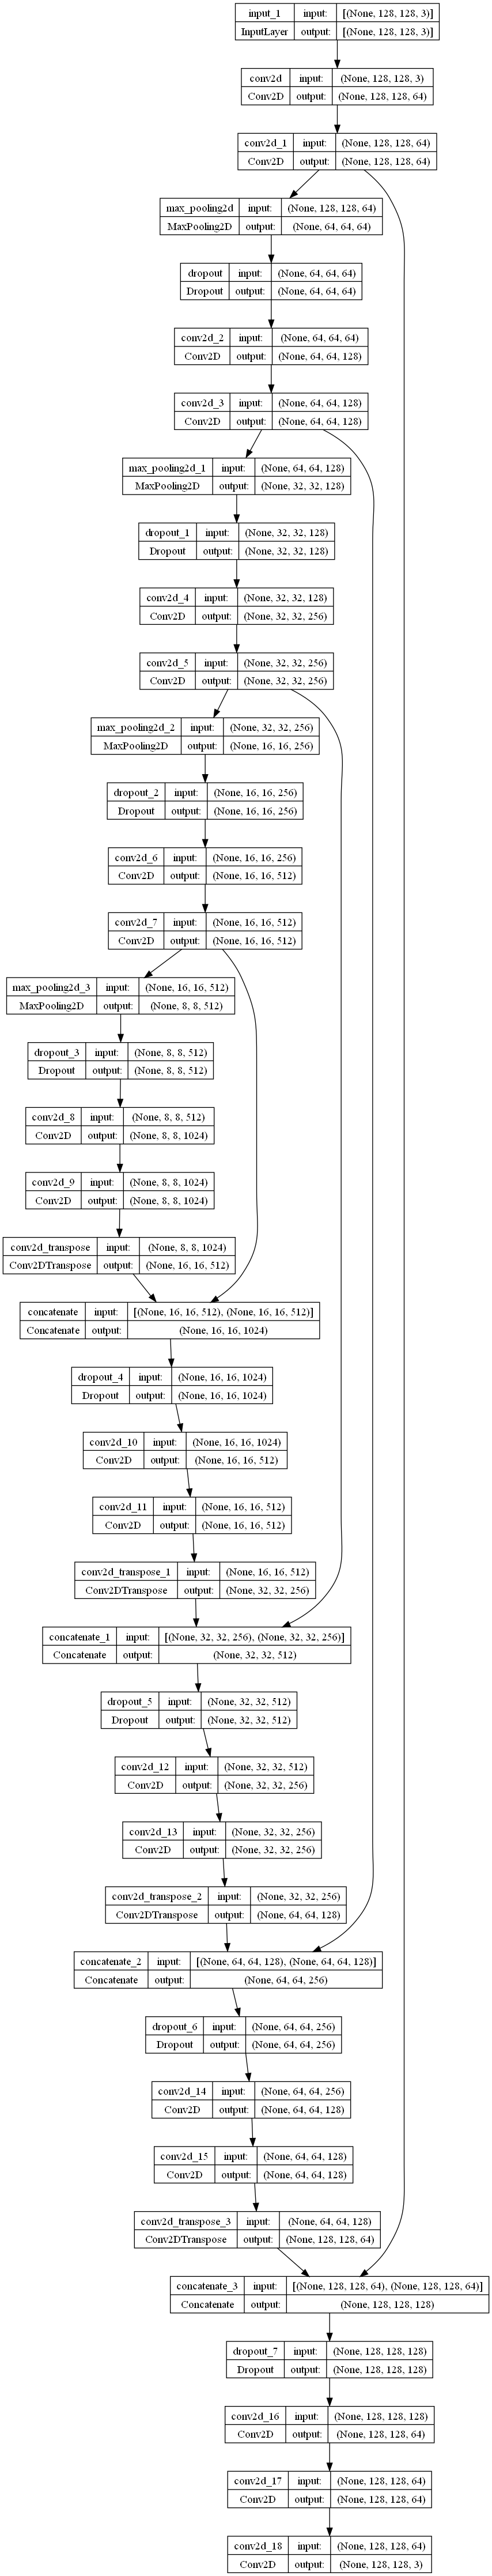 input_1 input: [(None, 128, 128, 3)]
InputLayer output: [(None, 128, 128, 3)]
conv2d input: (None, 128, 128, 3)
Conv2D output: (None, 128, 128, 64)
conv2d_1 input: (None, 128, 128, 64)
Conv2D output: (None, 128, 128, 64)
max_pooling2d input: (None, 128, 128, 64)
MaxPooling2D output: (None, 64, 64, 64)
dropout input: (None, 64, 64, 64)
Dropout output: (None, 64, 64, 64)
conv2d_2 input: (None, 64, 64, 64)
Conv2D output: (None, 64, 64, 128)
conv2d_3 input: (None, 64, 64, 128)
Conv2D output: (None, 64, 64, 128)
max_pooling2d_1 input: (None, 64, 64, 128)
MaxPooling2D output: (None, 32, 32, 128)
dropout_1 input: (None, 32, 32, 128)
Dropout output: (None, 32, 32, 128)
conv2d_4 input: (None, 32, 32, 128)
Conv2D output: (None, 32, 32, 256)
conv2d_5 input: (None, 32, 32, 256)
Conv2D output: (None, 32, 32, 256)
max_pooling2d_2 input: (None, 32, 32, 256)
MaxPooling2D output: (None, 16, 16, 256)
dropout_2 input: (None, 16, 16, 256)
Dropout output: (None, 16, 16, 256)
conv2d_6 input: (None, 16, 16, 256)
Conv2D output: (None, 16, 16, 512)
conv2d_7 input: (None, 16, 16, 512)
Conv2D output: (None, 16, 16, 512)
max_pooling2d_3 input: (None, 16, 16, 512)
MaxPooling2D output: (None, 8, 8, 512)
dropout_3 input: (None, 8, 8, 512)
Dropout output: (None, 8, 8, 512)
conv2d_8 input: (None, 8, 8, 512)
Conv2D output: (None, 8, 8, 1024)
conv2d_9 input: (None, 8, 8, 1024)
Conv2D output: (None, 8, 8, 1024)
conv2d_transpose input: (None, 8, 8, 1024)
Conv2DTranspose output: (None, 16, 16, 512)
concatenate input: [(None, 16, 16, 512), (None, 16, 16, 512)]
Concatenate output: (None, 16, 16, 1024)
dropout_4 input: (None, 16, 16, 1024)
Dropout output: (None, 16, 16, 1024)
conv2d_10 input: (None, 16, 16, 1024)
Conv2D output: (None, 16, 16, 512)
conv2d_11 input: (None, 16, 16, 512)
Conv2D output: (None, 16, 16, 512)
conv2d_transpose_1 input: (None, 16, 16, 512)
Conv2DTranspose output: (None, 32, 32, 256)
concatenate_1 input: [(None, 32, 32, 256), (None, 32, 32, 256)]
Concatenate output: (None, 32, 32, 512)
dropout_5 input: (None, 32, 32, 512)
Dropout output: (None, 32, 32, 512)
conv2d_12 input: (None, 32, 32, 512)
Conv2D output: (None, 32, 32, 256)
conv2d_13 input: (None, 32, 32, 256)
Conv2D output: (None, 32, 32, 256)
conv2d_transpose_2 input: (None, 32, 32, 256)
Conv2DTranspose output: (None, 64, 64, 128)
concatenate_2 input: [(None, 64, 64, 128), (None, 64, 64, 128)]
Concatenate output: (None, 64, 64, 256)
dropout_6 input: (None, 64, 64, 256)
Dropout output: (None, 64, 64, 256)
conv2d_14 input: (None, 64, 64, 256)
Conv2D output: (None, 64, 64, 128)
conv2d_15 input: (None, 64, 64, 128)
Conv2D output: (None, 64, 64, 128)
conv2d_transpose_3 input: (None, 64, 64, 128)
Conv2DTranspose output: (None, 128, 128, 64)
concatenate_3 input: [(None, 128, 128, 64), (None, 128, 128, 64)]
Concatenate output: (None, 128, 128, 128)
dropout_7 input: (None, 128, 128, 128)
Dropout output: (None, 128, 128, 128)
conv2d_16 input: (None, 128, 128, 128)
Conv2D output: (None, 128, 128, 64)
conv2d_17 input: (None, 128, 128, 64)
Conv2D output: (None, 128, 128, 64)
conv2d_18 input: (None, 128, 128, 64)
Conv2D output: (None, 128, 128, 3)